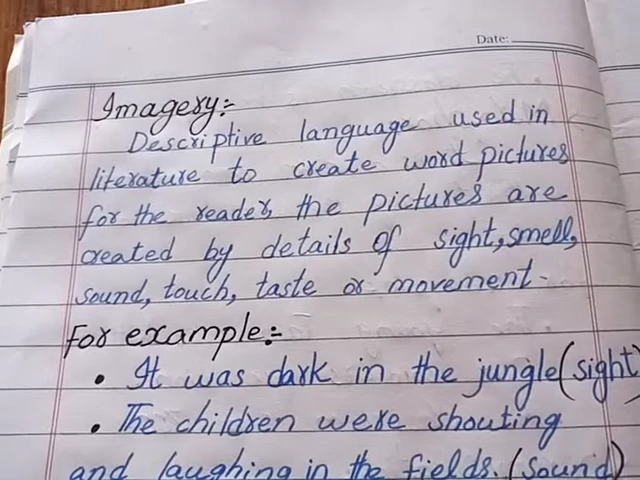 Date:
Imagery:-
Descriptive language used in
literature to create word pictures
for the reader, the pictures are
created by details of sight, smell,
sound, touch, taste or movement.
For example:-
• It was dark in the jungle (sight)
• The children were shouting
and laughing in the fields. (sound)